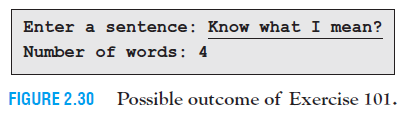 Enter a sentence: Know what I mean?
Number of words: 4
FIGURE 2.30 Possible outcome of Exercise 101.